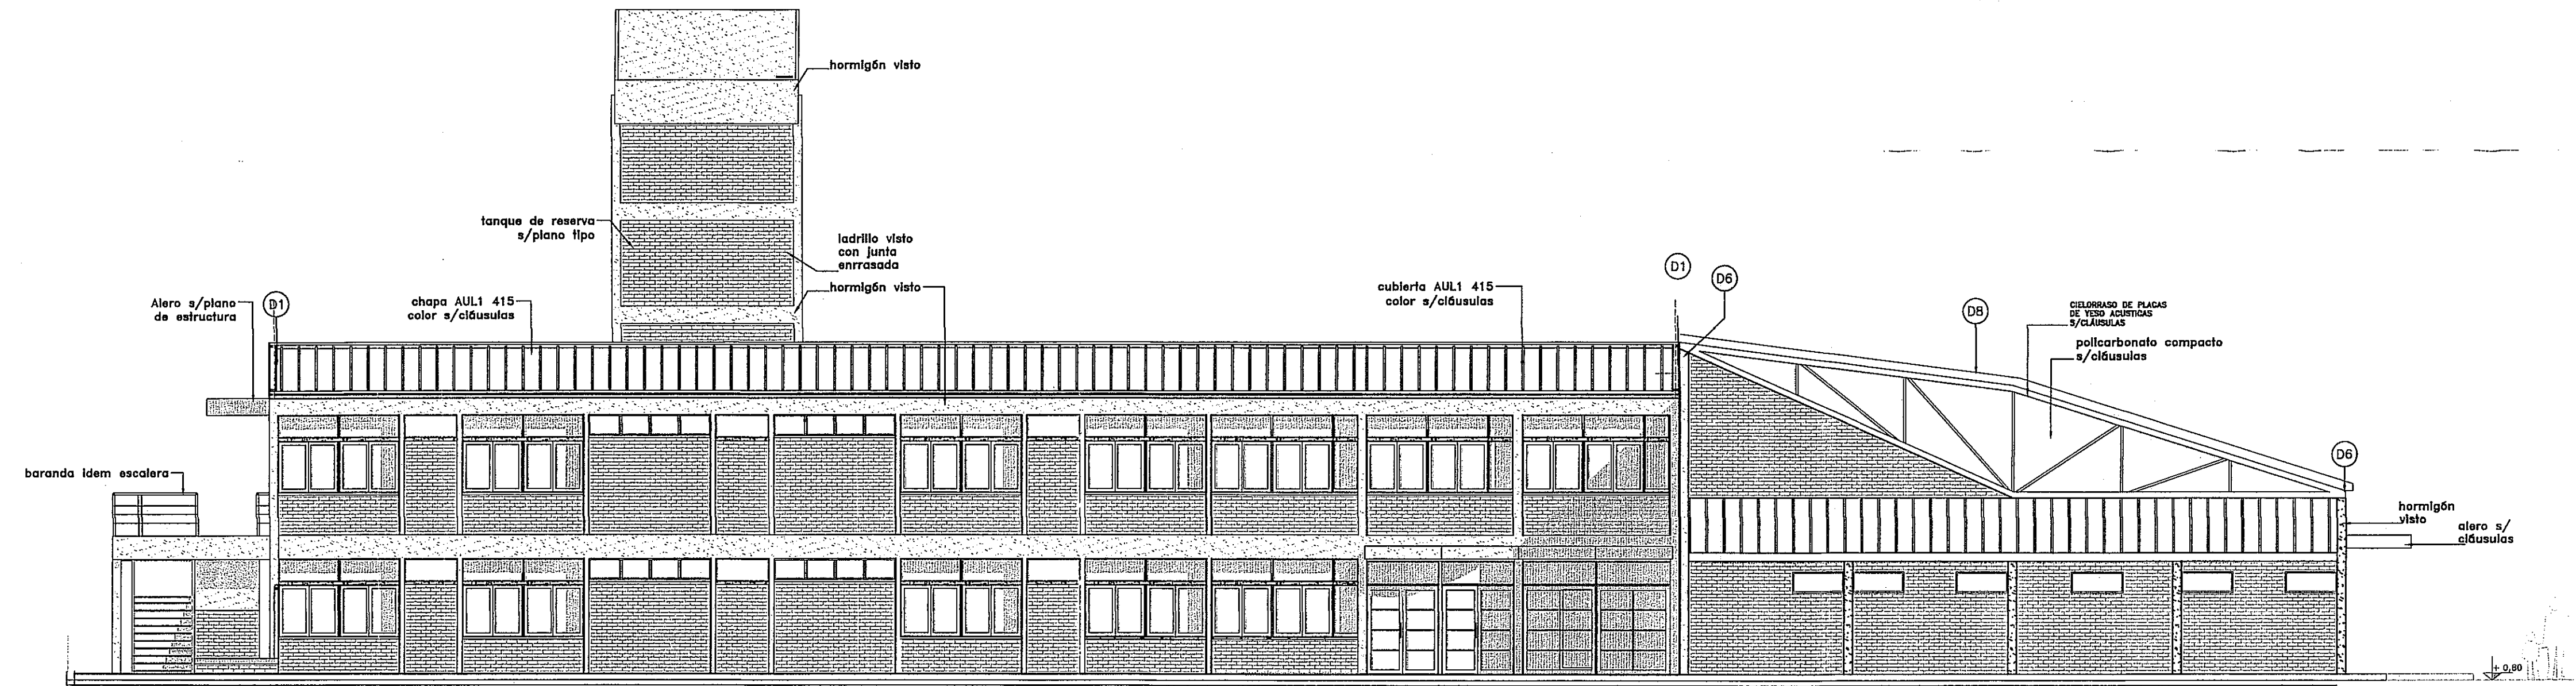 hormigón visto
tanque de reserva
s/plano tipo
ladrillo visto
con junta
enrrasada
hormigón visto
Alero s/plano
de estructura
D1
chapa AUL1 415
color s/cláusulas
cubierta AUL1 415
color s/cláusulas
D1
D6
D8
CIELORRASO DE PLACAS
DE YESO ACUSTICAS
S/CLÁUSULAS
policarbonato compacto
s/cláusulas
baranda idem escalera
D6
hormigón
visto
alero s/
cláusulas
+ 0,80